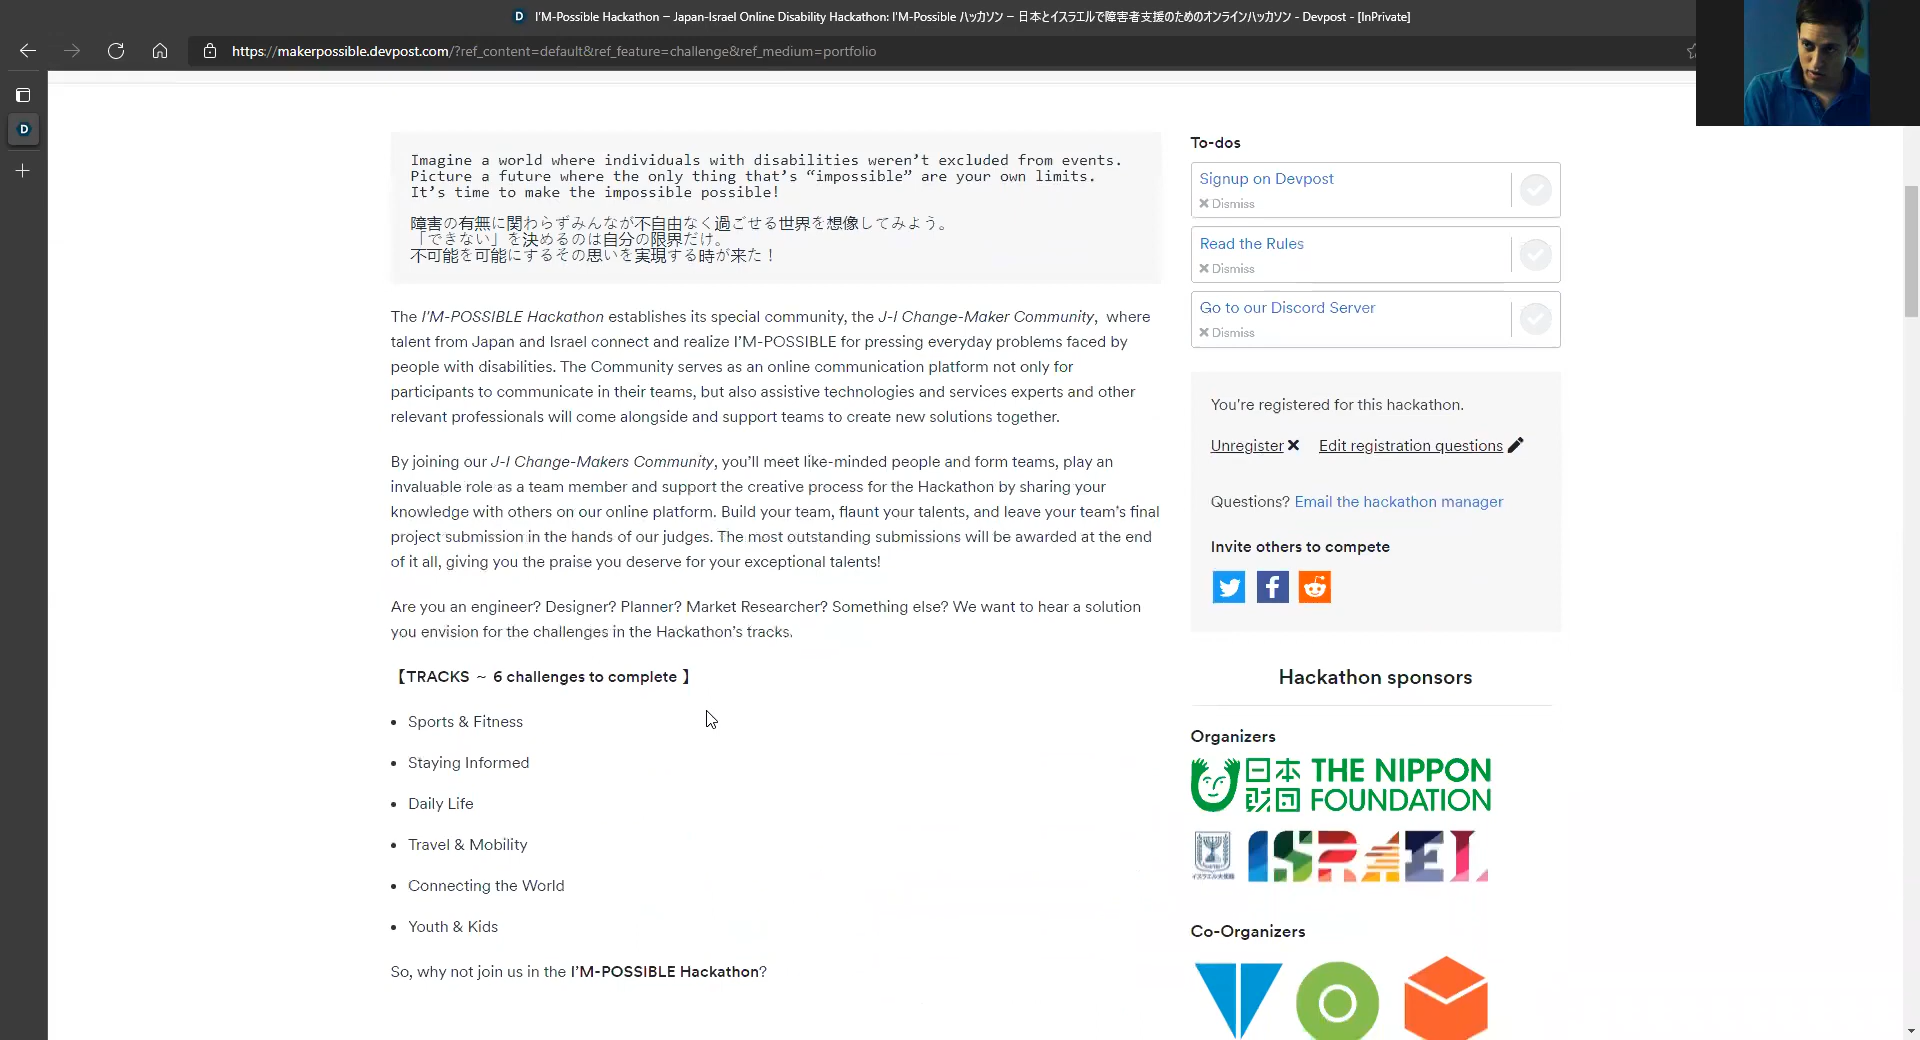 I'M-Possible Hackathon – Japan-Israel Online Disability Hackathon: I'M-Possible ハッカソン – 日本とイスラエルで障害者支援のためのオンラインハッカソン - Devpost - [InPrivate]
https://makerpossible.devpost.com/?ref_content=default&ref_feature=challenge&ref_medium=portfolio
Imagine a world where individuals with disabilities weren't excluded from events.
Picture a future where the only thing that's “impossible” are your own limits.
It's time to make the impossible possible!
障害の有無に関わらずみんなが不自由なく過ごせる世界を想像してみよう。
「できない」を決めるのは自分の限界だけ。
不可能を可能にするその思いを実現する時が来た！
The I'M-POSSIBLE Hackathon establishes its special community, the J-I Change-Maker Community, where
talent from Japan and Israel connect and realize I'M-POSSIBLE for pressing everyday problems faced by
people with disabilities. The Community serves as an online communication platform not only for
participants to communicate in their teams, but also assistive technologies and services experts and other
relevant professionals will come alongside and support teams to create new solutions together.
By joining our J-I Change-Makers Community, you'll meet like-minded people and form teams, play an
invaluable role as a team member and support the creative process for the Hackathon by sharing your
knowledge with others on our online platform. Build your team, flaunt your talents, and leave your team's final
project submission in the hands of our judges. The most outstanding submissions will be awarded at the end
of it all, giving you the praise you deserve for your exceptional talents!
Are you an engineer? Designer? Planner? Market Researcher? Something else? We want to hear a solution
you envision for the challenges in the Hackathon's tracks.
【TRACKS ～ 6 challenges to complete 】
• Sports & Fitness
• Staying Informed
• Daily Life
• Travel & Mobility
• Connecting the World
• Youth & Kids
So, why not join us in the I'M-POSSIBLE Hackathon?
To-dos
Signup on Devpost
Dismiss
Read the Rules
Dismiss
Go to our Discord Server
Dismiss
You're registered for this hackathon.
Unregister Edit registration questions
Questions? Email the hackathon manager
Invite others to compete
Hackathon sponsors
Organizers
日本 THE NIPPON
財団 FOUNDATION
ISRAEL
イスラエル大使館
Co-Organizers